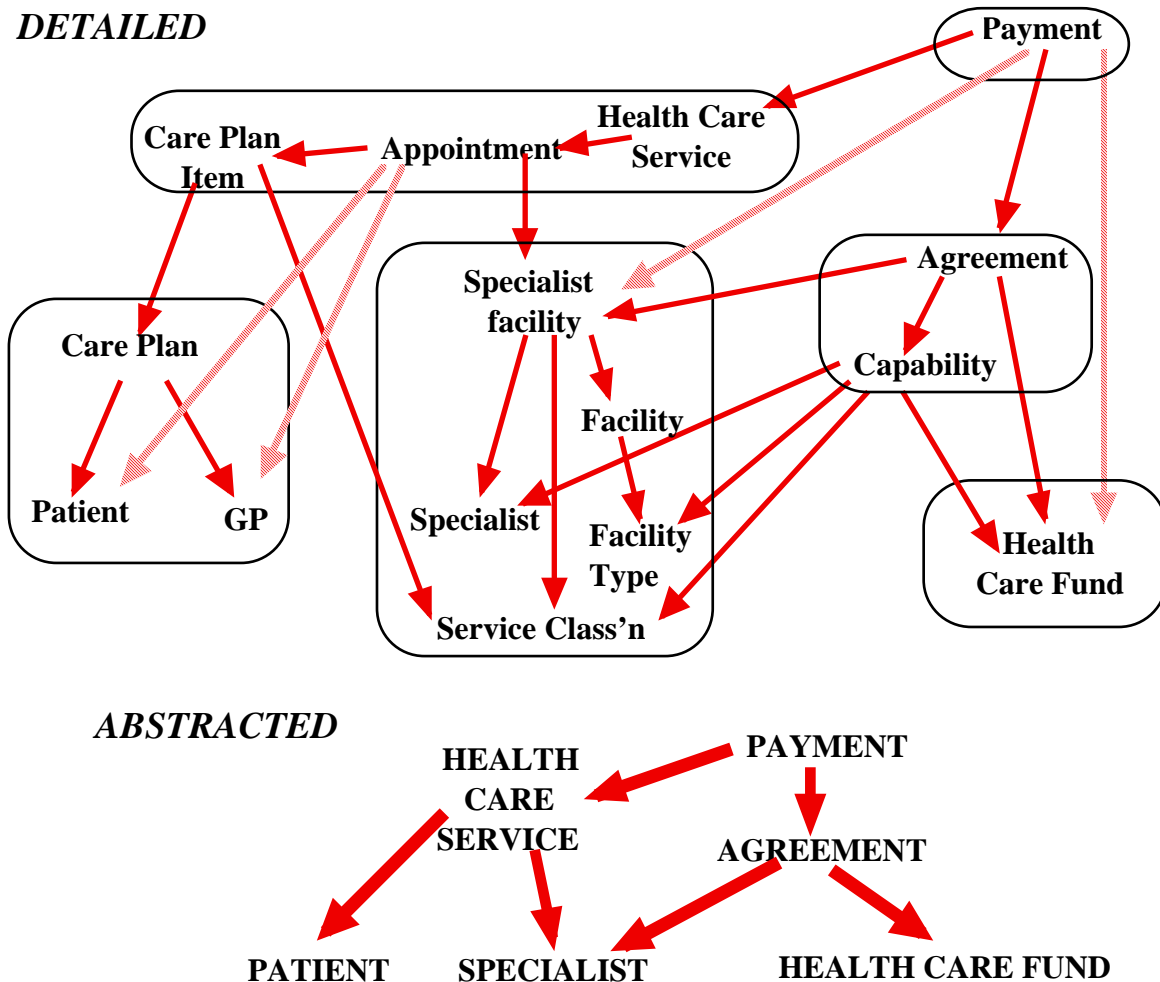 DETAILED
Payment
Health Care
Service
Care Plan
Item
Appointment
Specialist
facility
Agreement
Care Plan
Capability
Facility
Patient
GP
Specialist
Facility
Type
Health
Care Fund
Service Class’n
ABSTRACTED
HEALTH
CARE
SERVICE
PAYMENT
AGREEMENT
PATIENT
SPECIALIST
HEALTH CARE FUND